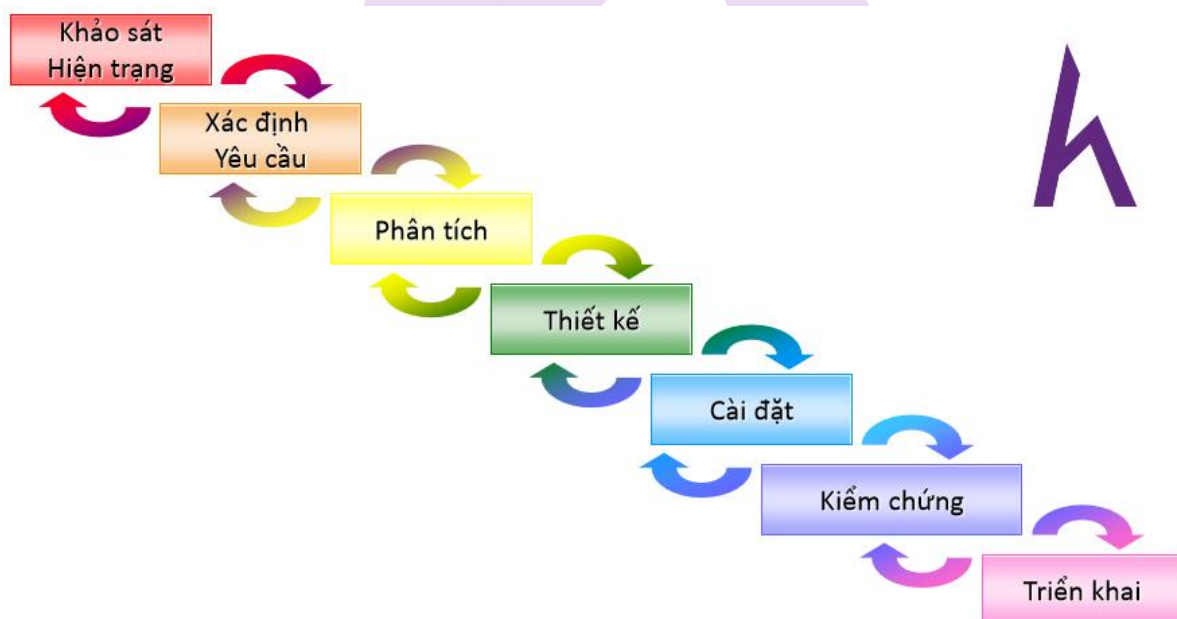 Khảo sát
Hiện trạng
Xác định
Yêu cầu
Phân tích
Thiết kế
Cài đặt
Kiểm chứng
Triển khai